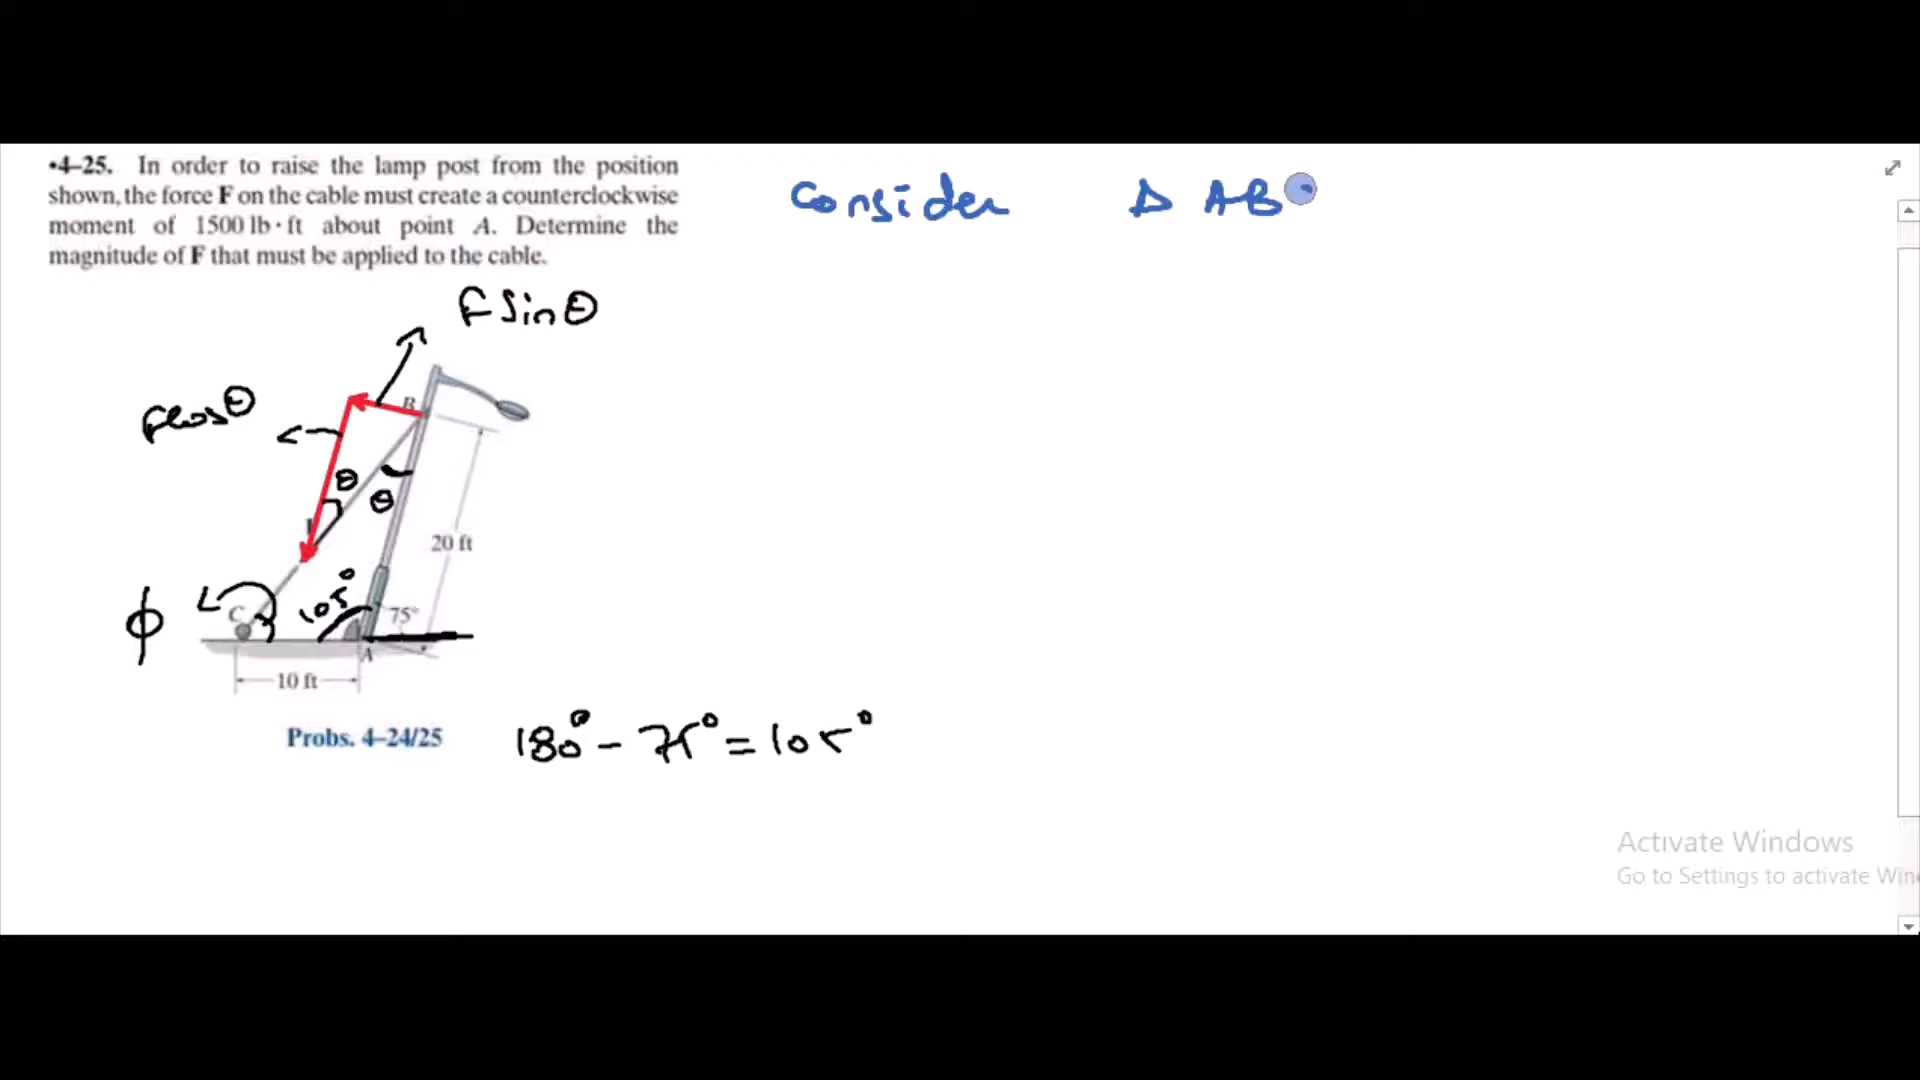 •4–25. In order to raise the lamp post from the position
shown, the force F on the cable must create a counterclockwise
moment of 1500 lb · ft about point A. Determine the
magnitude of F that must be applied to the cable.
Consider Δ AB
F Sin θ
F Cos θ
B
θ
θ
20 ft
105°
75°
C
ϕ
A
10 ft
Probs. 4–24/25
180° – 75° = 105°
Activate Windows
Go to Settings to activate Win